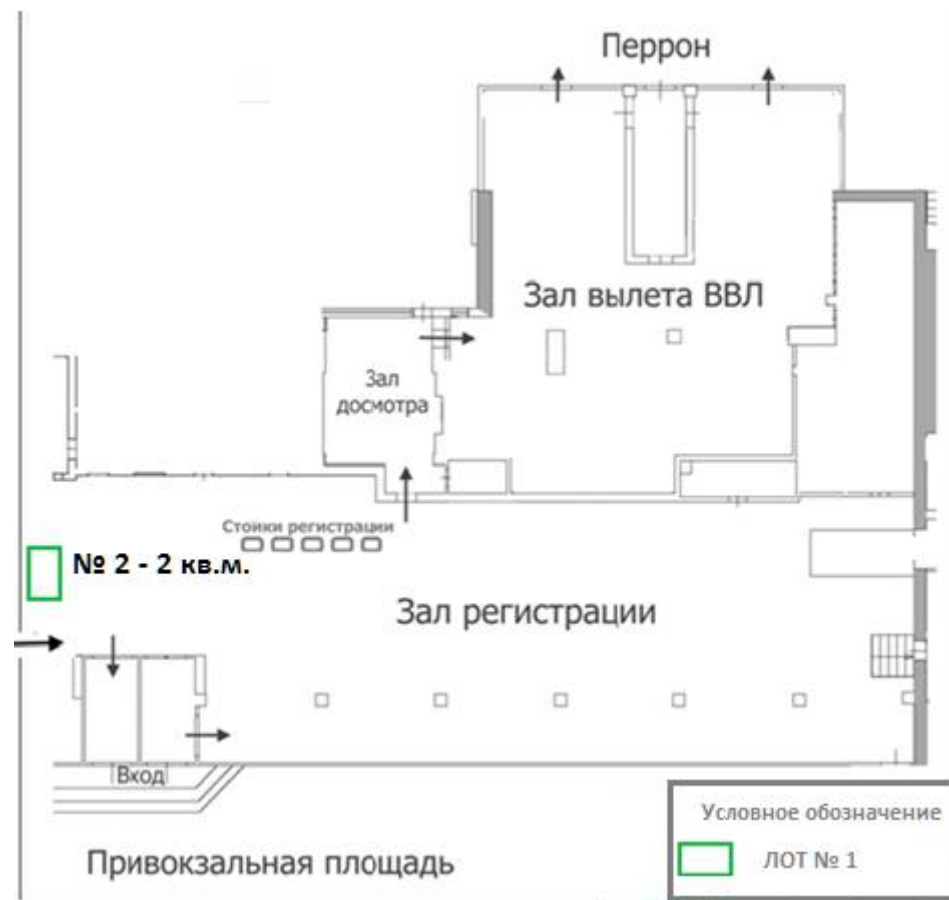 Перрон
Зал вылета ВВЛ
Зал
досмотра
Стойки регистрации
№ 2 - 2 кв.м.
Зал регистрации
Вход
Условное обозначение
ЛОТ № 1
Привокзальная площадь